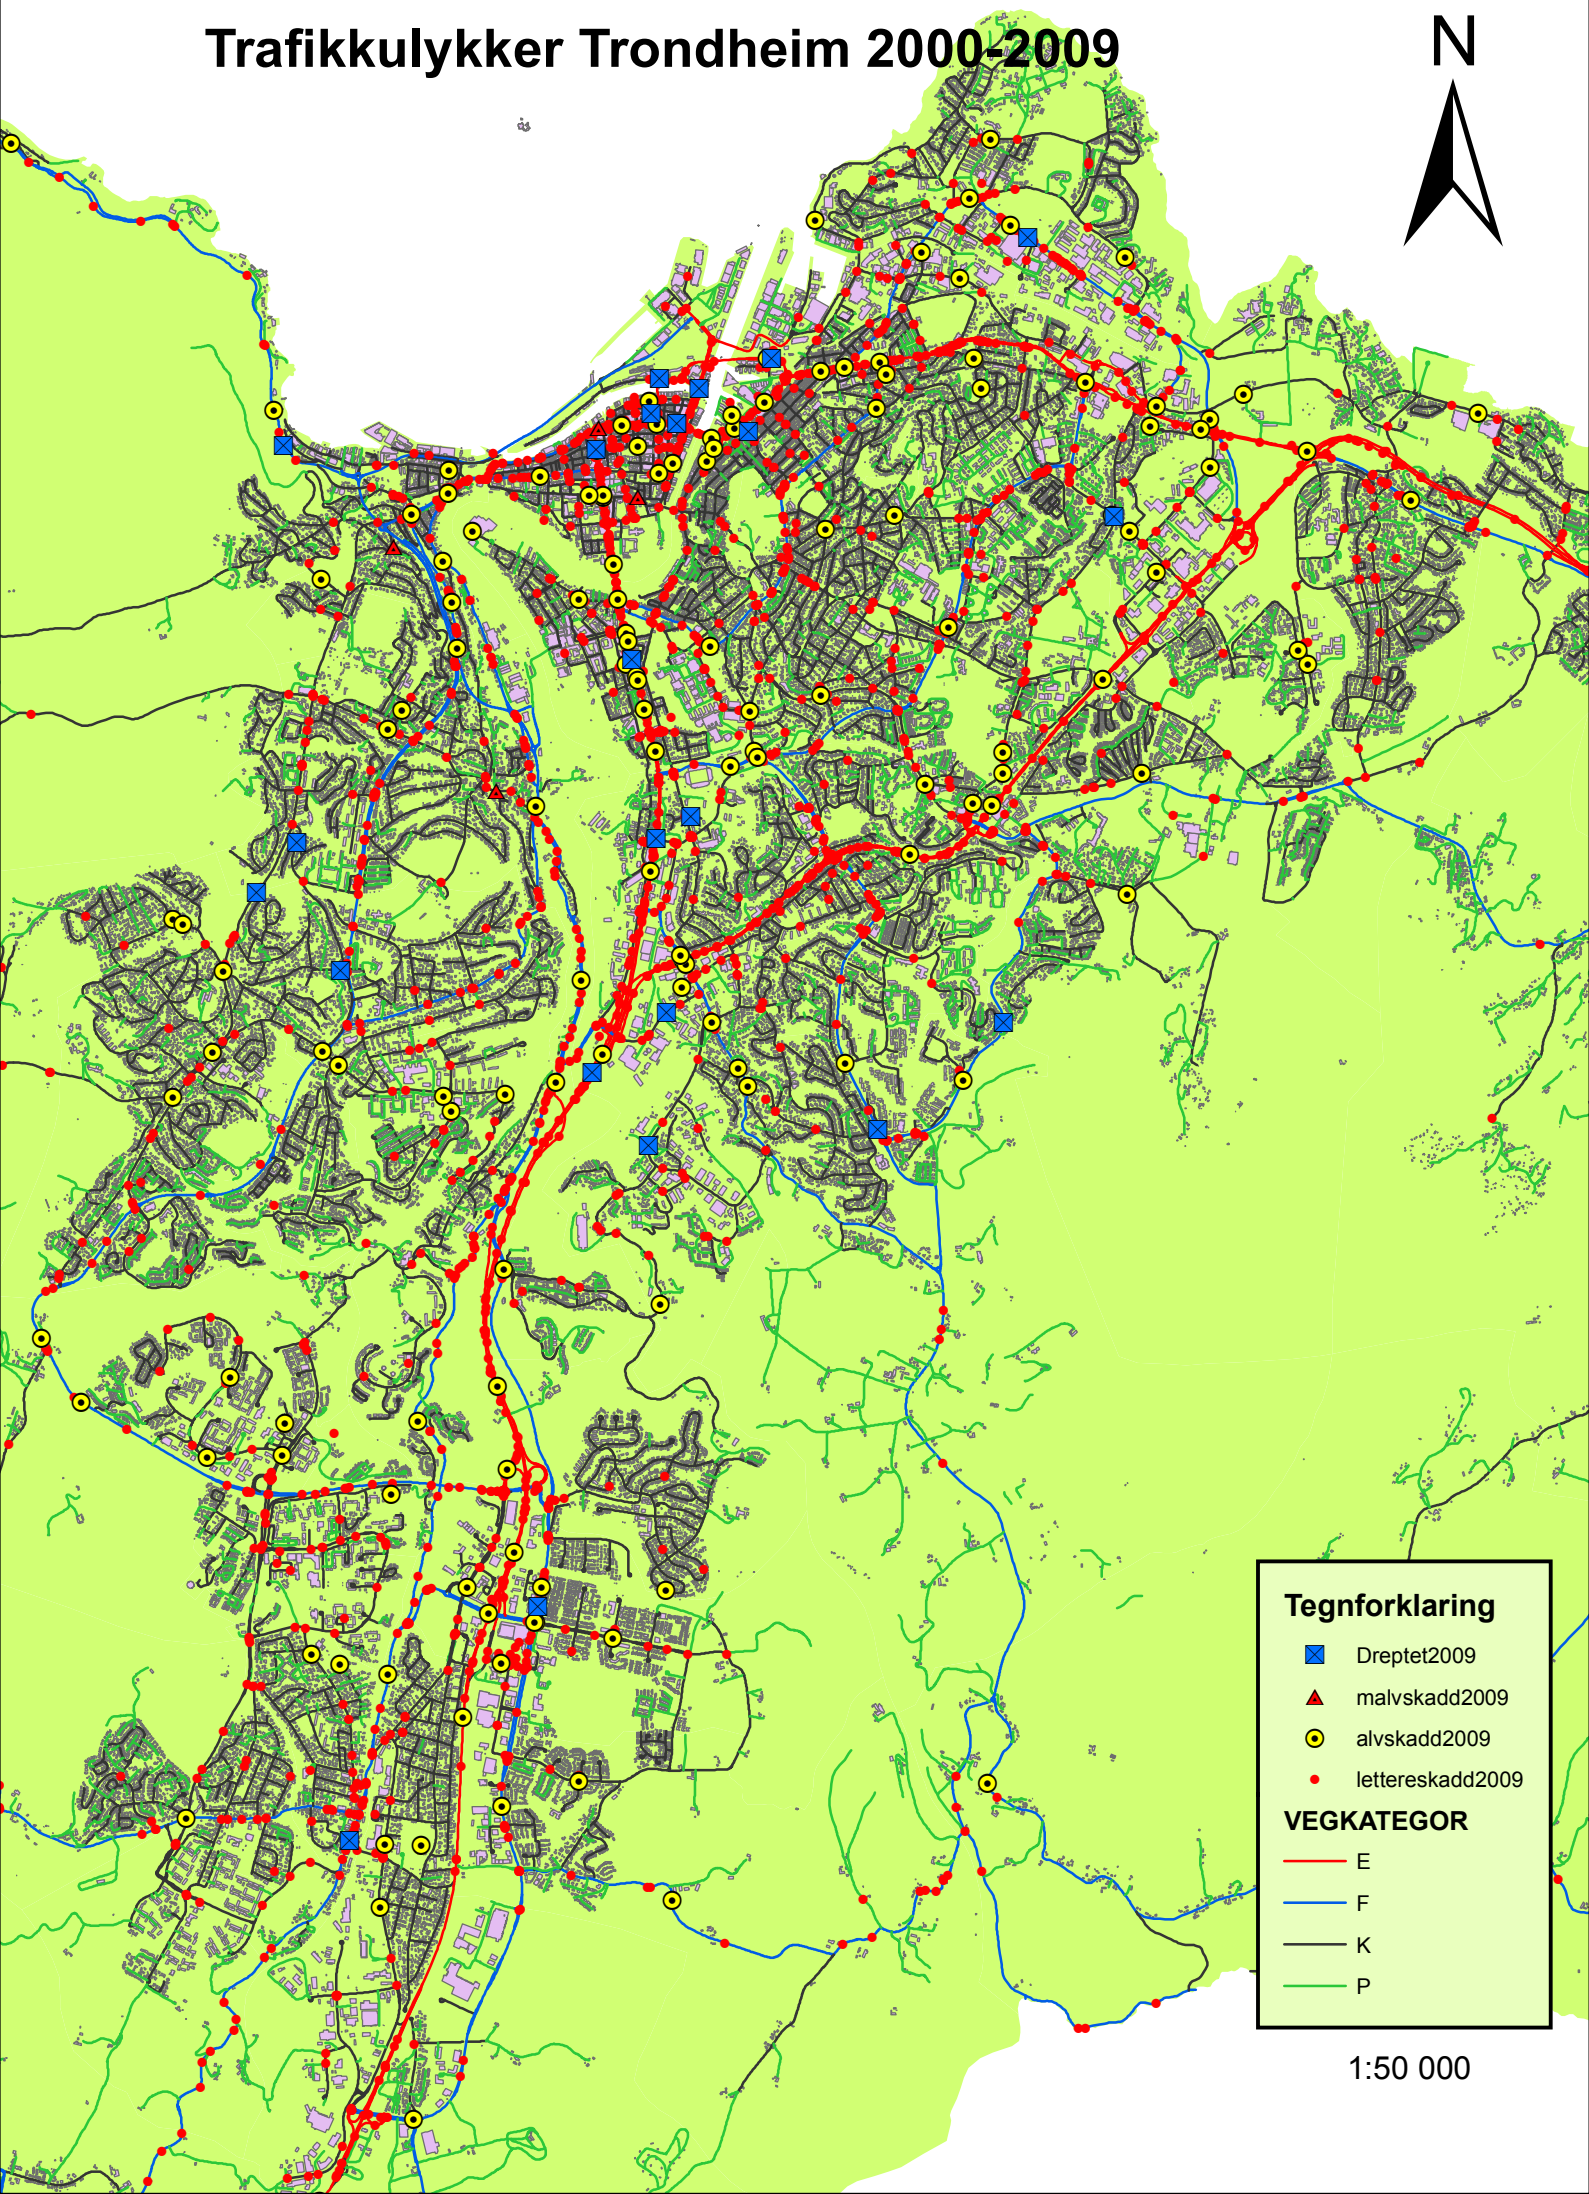 Trafikkulykker Trondheim 2000-2009
N
Tegnforklaring
Dreptet2009
malvskadd2009
alvskadd2009
lettereskadd2009
VEGKATEGOR
E
F
K
P
1:50 000